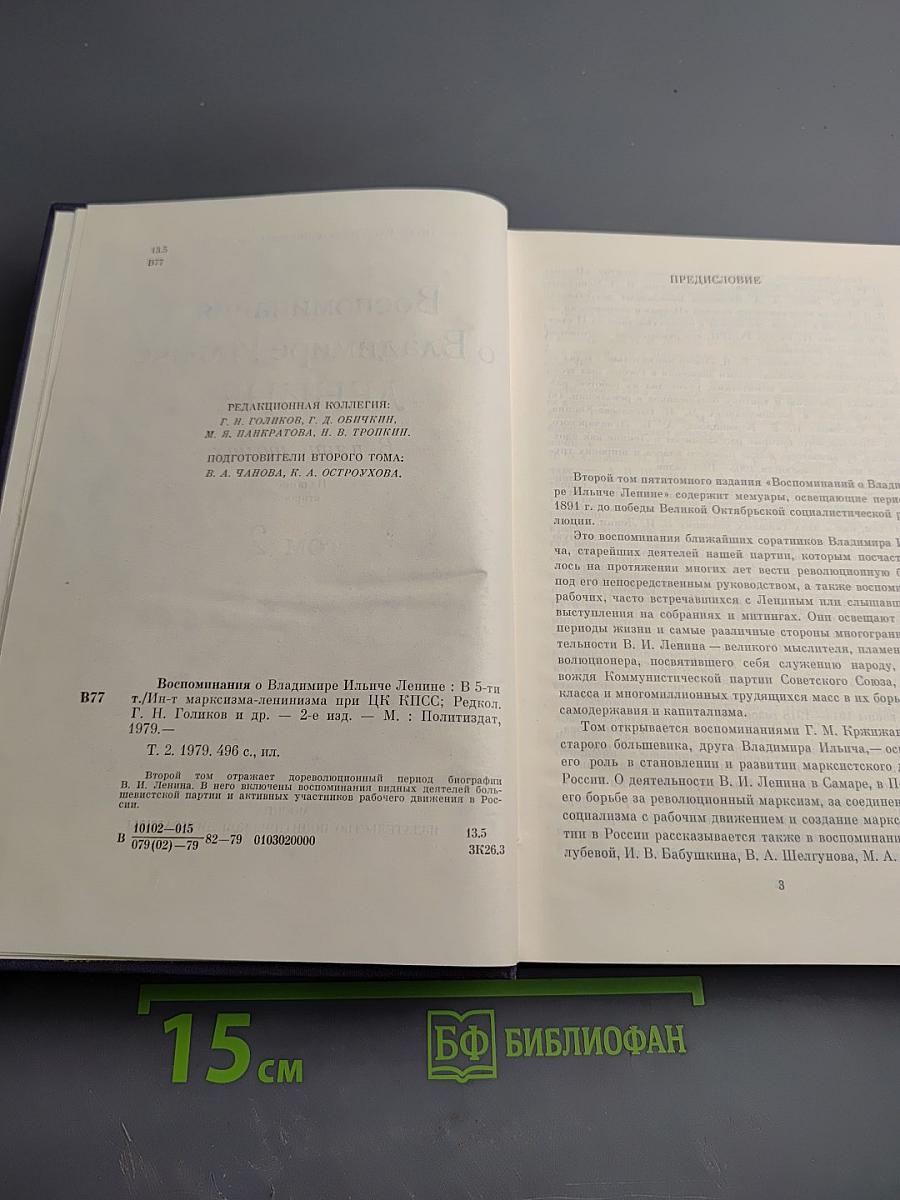 13.5
В77
РЕДАКЦИОННАЯ КОЛЛЕГИЯ:
Г. Н. ГОЛИКОВ, Г. Д. ОБИЧКИН,
М. Я. ПАНКРАТОВА, Н. В. ТРОПКИН.
ПОДГОТОВИТЕЛИ ВТОРОГО ТОМА:
В. А. ЧАНОВА, К. А. ОСТРОУХОВА.
Воспоминания о Владимире Ильиче Ленине : В 5-ти
В77 т./Ин-т марксизма-ленинизма при ЦК КПСС; Редкол.
Г. Н. Голиков и др. — 2-е изд. — М. : Политиздат,
1979.—
Т. 2. 1979. 496 с., ил.
Второй том отражает дореволюционный период биографии
В. И. Ленина. В него включены воспоминания видных деятелей боль-
шевистской партии и активных участников рабочего движения в Рос-
сии.
В 10102—015
079(02)—79 82—79 0103020000
13.5
3К26.3
ПРЕДИСЛОВИЕ
Второй том пятитомного издания «Воспоминаний о Влади
ре Ильиче Ленине» содержит мемуары, освещающие перио
1891 г. до победы Великой Октябрьской социалистической р
люции.
Это воспоминания ближайших соратников Владимира И
ча, старейших деятелей нашей партии, которым посчаст
лось на протяжении многих лет вести революционную б
под его непосредственным руководством, а также воспоми
рабочих, часто встречавшихся с Лениным или слышавш
выступления на собраниях и митингах. Они освещают
периоды жизни и самые различные стороны многогранн
тельности В. И. Ленина — великого мыслителя, пламен
волюционера, посвятившего себя служению народу,
вождя Коммунистической партии Советского Союза,
класса и многомиллионных трудящихся масс в их борь
самодержавия и капитализма.
Том открывается воспоминаниями Г. М. Кржижан
старого большевика, друга Владимира Ильича,— ос
его роль в становлении и развитии марксистского д
России. О деятельности В. И. Ленина в Самаре, в П
его борьбе за революционный марксизм, за соединен
социализма с рабочим движением и создание маркс
тии в России рассказывается также в воспоминани
лубевой, И. В. Бабушкина, В. А. Шелгунова, М. А.
3
15 см
БФ БИБЛИОФАН